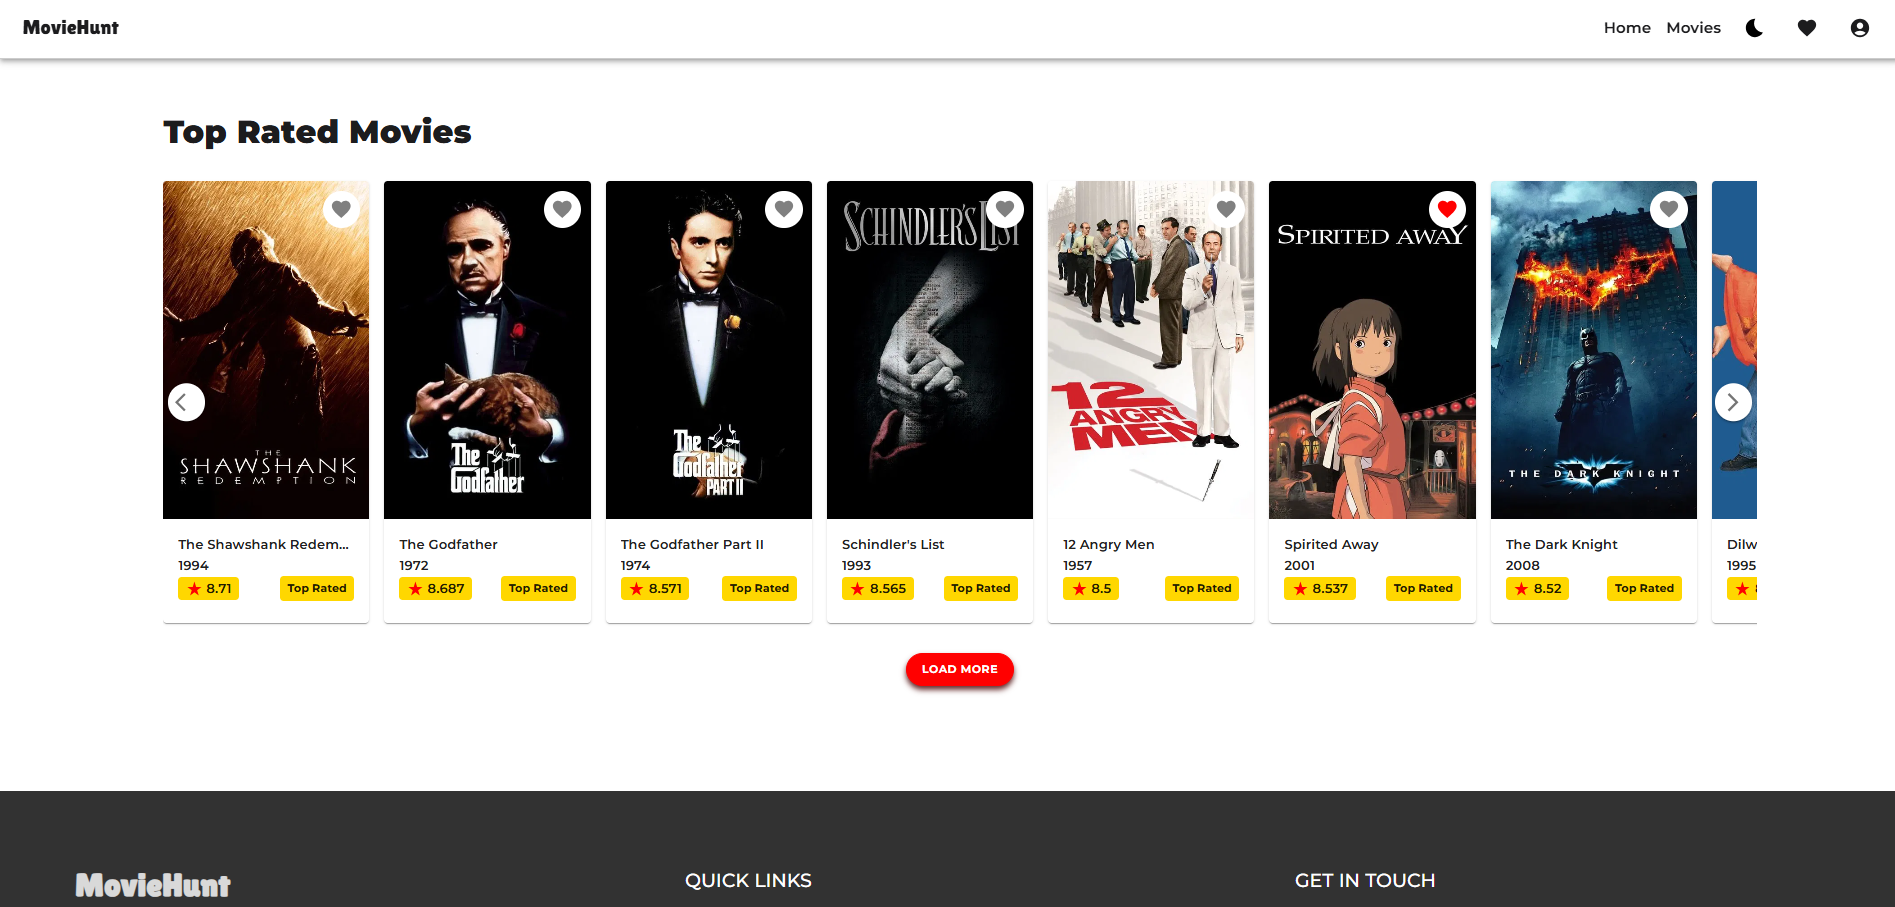 MovieHunt
Home Movies
Top Rated Movies
SCHINDLER'S LIST
SPIRITED AWAY
12
ANGRY
MEN
The
Godfather
The
Godfather
PART II
THE
SHAWSHANK
REDEMPTION
THE DARK KNIGHT
The Shawshank Redem...
1994
8.71 Top Rated
The Godfather
1972
8.687 Top Rated
The Godfather Part II
1974
8.571 Top Rated
Schindler's List
1993
8.565 Top Rated
12 Angry Men
1957
8.5 Top Rated
Spirited Away
2001
8.537 Top Rated
The Dark Knight
2008
8.52 Top Rated
Dilw
1995
LOAD MORE
MovieHunt
QUICK LINKS
GET IN TOUCH